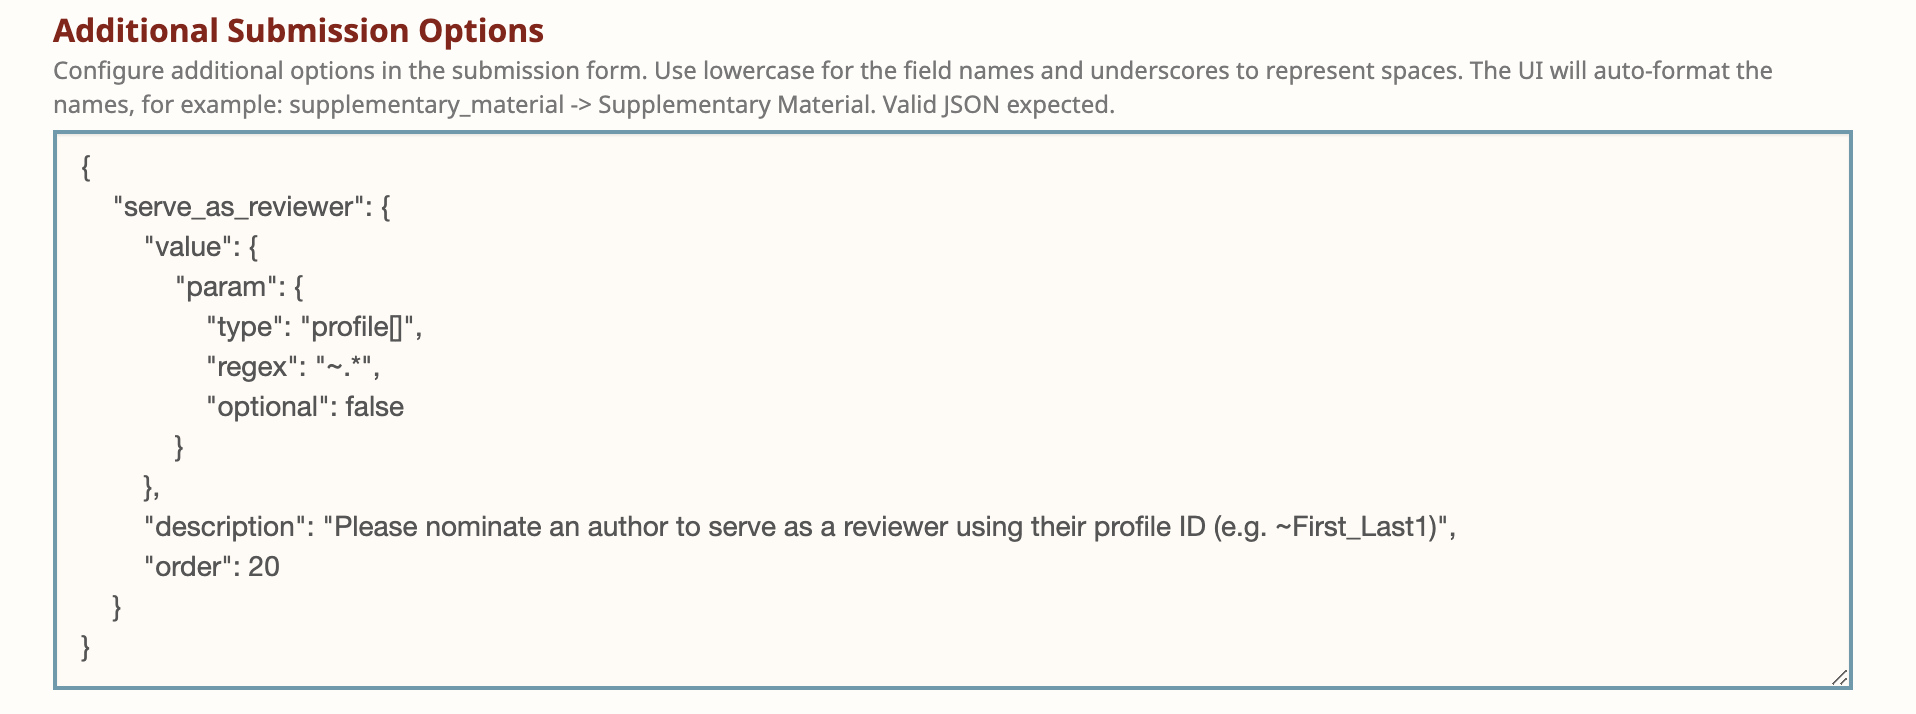 Additional Submission Options
Configure additional options in the submission form. Use lowercase for the field names and underscores to represent spaces. The UI will auto-format the
names, for example: supplementary_material -> Supplementary Material. Valid JSON expected.
{
"serve_as_reviewer": {
"value": {
"param": {
"type": "profile[]",
"regex": "~.*",
"optional": false
}
},
"description": "Please nominate an author to serve as a reviewer using their profile ID (e.g. ~First_Last1)",
"order": 20
}
}